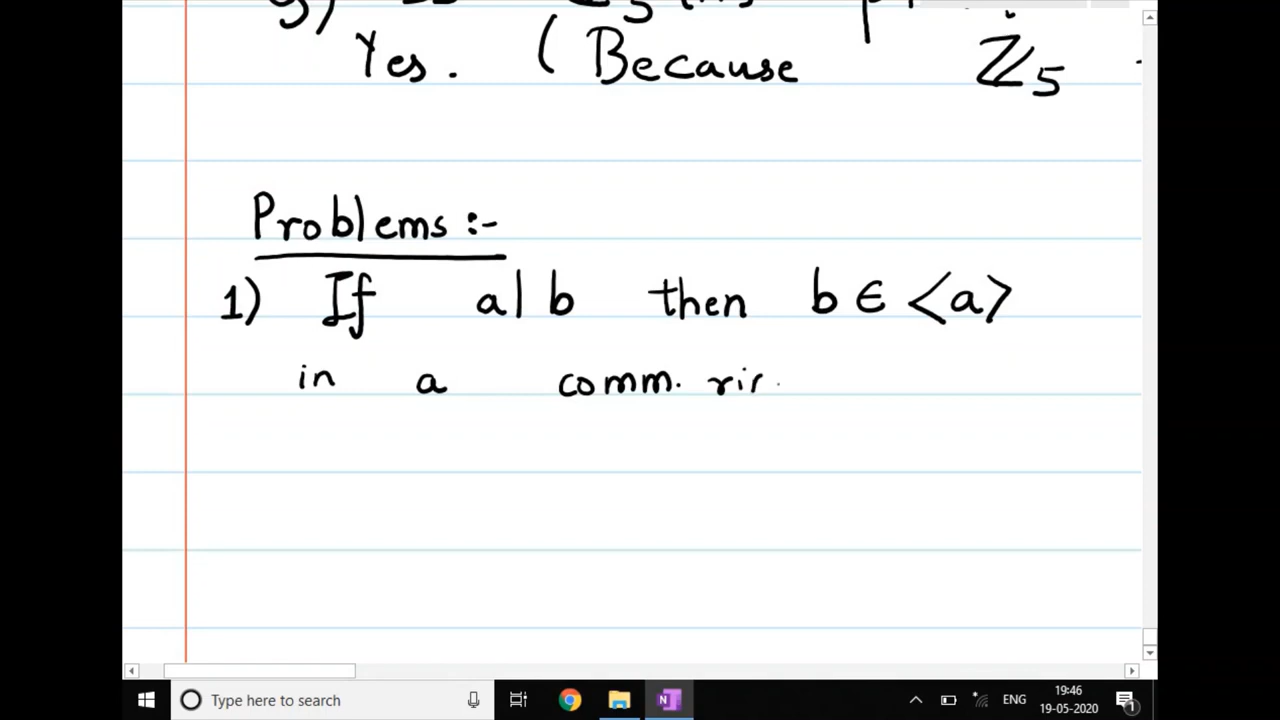 Yes. (Because ℤ5
Problems :-
1) If a|b then b ∈ <a>
in a comm.
Type here to search
ENG
19:46
19-05-2020
1